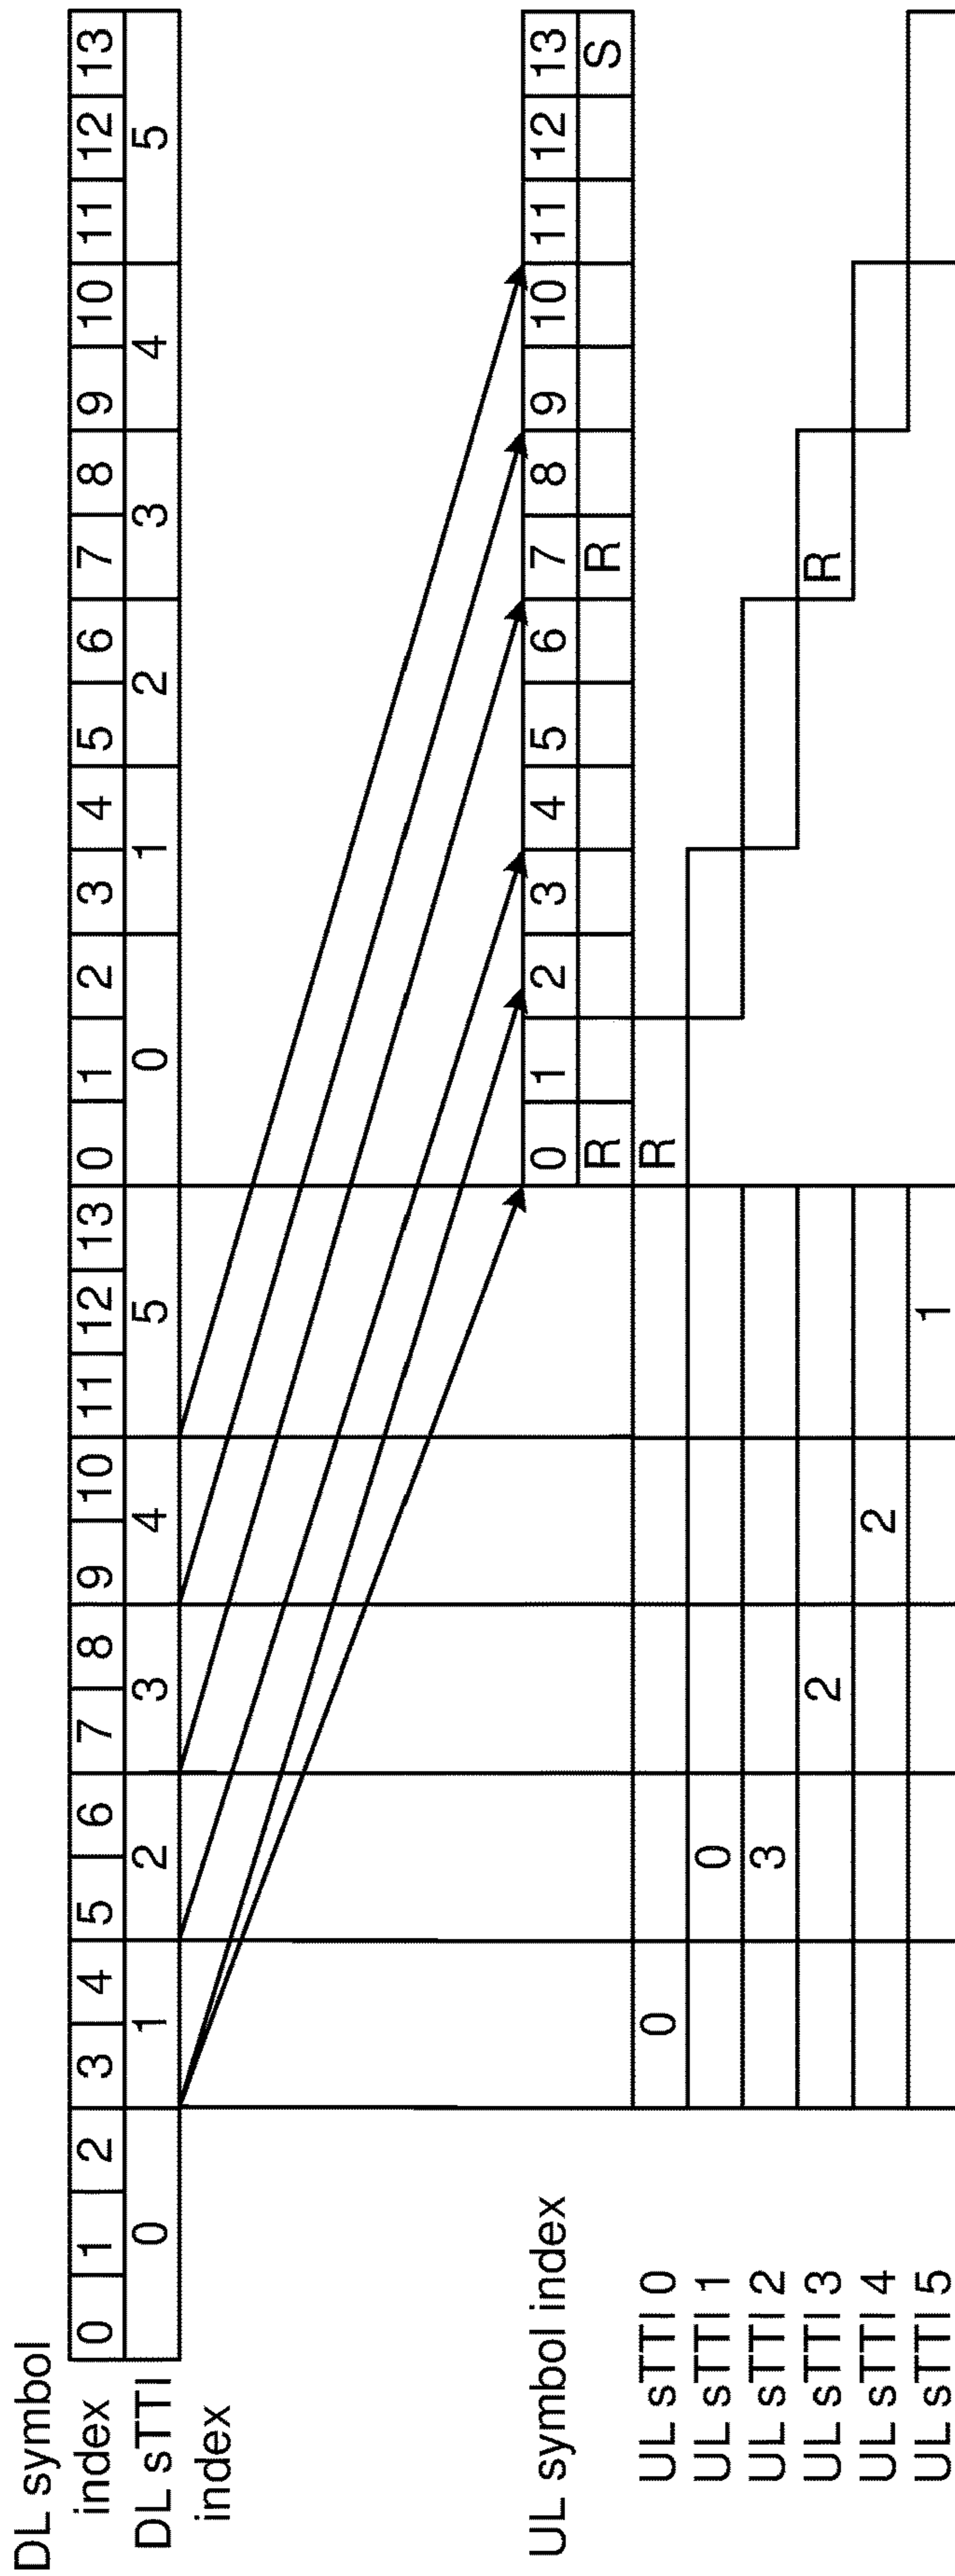 DL symbol
index 0 1 2 3 4 5 6 7 8 9 10 11 12 13 0 1 2 3 4 5 6 7 8 9 10 11 12 13
DL sTTI
index 0 1 2 3 4 5 0 1 2 3 4 5
UL symbol index 0 1 2 3 4 5 6 7 8 9 10 11 12 13
R R S
UL sTTI 0 0 R
UL sTTI 1 0
UL sTTI 2 3
UL sTTI 3 2 R
UL sTTI 4 2
UL sTTI 5 1